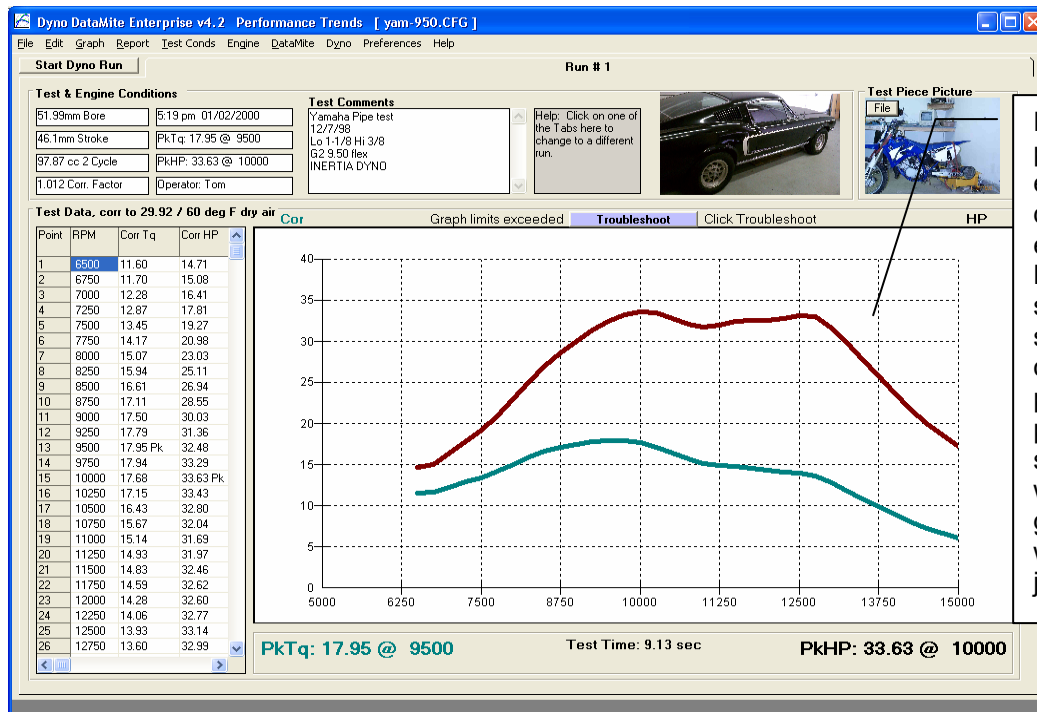 Dyno DataMite Enterprise v4.2 Performance Trends [ yam-950.CFG ]
File Edit Graph Report Test Conds Engine DataMite Dyno Preferences Help
Start Dyno Run
Run # 1
Test & Engine Conditions
51.99mm Bore 5:19 pm 01/02/2000
46.1mm Stroke PkTq: 17.95 @ 9500
97.87 cc 2 Cycle PkHP: 33.63 @ 10000
1.012 Corr. Factor Operator: Tom
Test Comments
Yamaha Pipe test
12/7/98
Lo 1-1/8 Hi 3/8
G2 9.50 flex
INERTIA DYNO
Help: Click on one of
the Tabs here to
change to a different
run.
Test Piece Picture
File
Test Data, corr to 29.92 / 60 deg F dry air
Cor Graph limits exceeded Troubleshoot Click Troubleshoot HP
Point RPM Corr Tq Corr HP
1 6500 11.60 14.71
2 6750 11.70 15.08
3 7000 12.28 16.41
4 7250 12.87 17.81
5 7500 13.45 19.27
6 7750 14.17 20.98
7 8000 15.07 23.03
8 8250 15.94 25.11
9 8500 16.61 26.94
10 8750 17.11 28.55
11 9000 17.50 30.03
12 9250 17.79 31.36
13 9500 17.95 Pk 32.48
14 9750 17.94 33.29
15 10000 17.68 33.63 Pk
16 10250 17.15 33.43
17 10500 16.43 32.80
18 10750 15.67 32.04
19 11000 15.14 31.69
20 11250 14.93 31.97
21 11500 14.83 32.46
22 11750 14.59 32.62
23 12000 14.28 32.60
24 12250 14.06 32.77
25 12500 13.93 33.14
26 12750 13.60 32.99
40
35
30
25
20
15
10
5
0
5000 6250 7500 8750 10000 11250 12500 13750 15000
PkTq: 17.95 @ 9500 Test Time: 9.13 sec PkHP: 33.63 @ 10000